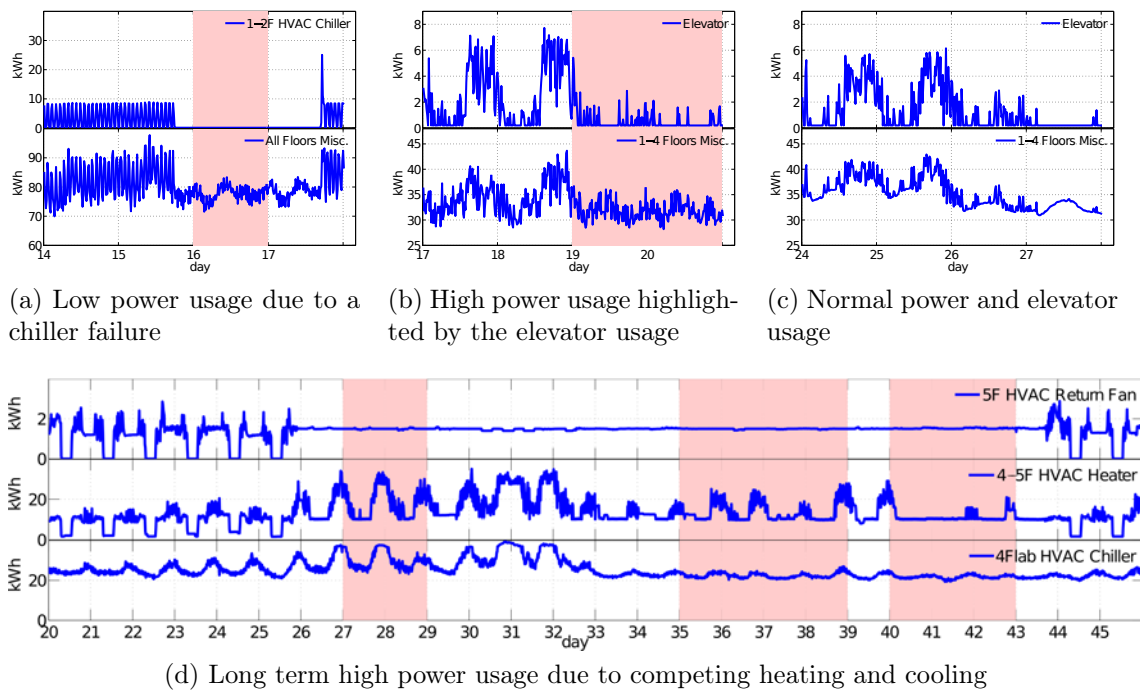 1−2F HVAC Chiller
kWh
30
20
10
0
All Floors Misc.
kWh
90
80
70
60
14 15 16 17
day
Elevator
kWh
8
6
4
2
0
1−4 Floors Misc.
kWh
45
40
35
30
25
17 18 19 20
day
Elevator
kWh
8
6
4
2
0
1−4 Floors Misc.
kWh
45
40
35
30
25
24 25 26 27
day
(a) Low power usage due to a
chiller failure
(b) High power usage highligh-
ted by the elevator usage
(c) Normal power and elevator
usage
5F HVAC Return Fan
kWh
2
0
4−5F HVAC Heater
kWh
20
0
4Flab HVAC Chiller
kWh
20
0
20 21 22 23 24 25 26 27 28 29 30 31 32 33 34 35 36 37 38 39 40 41 42 43 44 45
day
(d) Long term high power usage due to competing heating and cooling